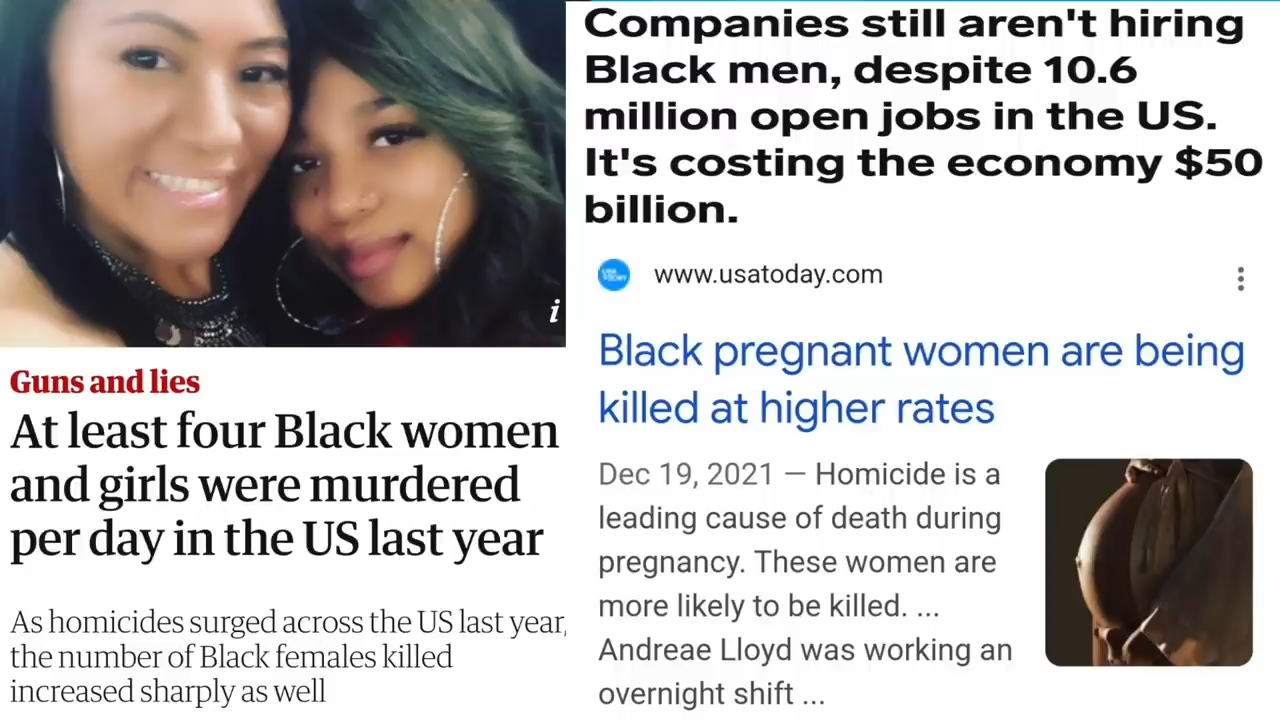 i
Guns and lies
At least four Black women
and girls were murdered
per day in the US last year
As homicides surged across the US last year,
the number of Black females killed
increased sharply as well
Companies still aren't hiring
Black men, despite 10.6
million open jobs in the US.
It's costing the economy $50
billion.
USA TODAY
www.usatoday.com
Black pregnant women are being
killed at higher rates
Dec 19, 2021 — Homicide is a
leading cause of death during
pregnancy. These women are
more likely to be killed. ...
Andreae Lloyd was working an
overnight shift ...